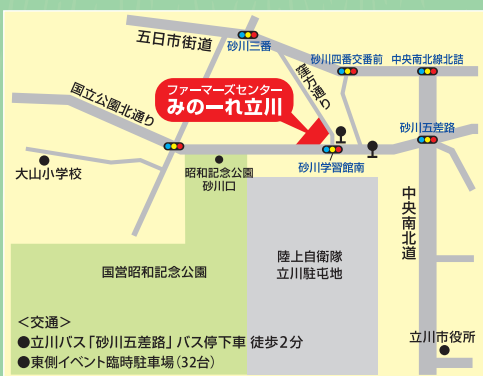 五日市街道
砂川三番
砂川四番交番前
中央南北線北詰
窪方通り
国立公園北通り
ファーマーズセンター
みのーれ立川
砂川五差路
大山小学校
昭和記念公園
砂川口
砂川学習館南
中央南北道
国営昭和記念公園
陸上自衛隊
立川駐屯地
<交通>
●立川バス「砂川五差路」バス停下車 徒歩2分
●東側イベント臨時駐車場（32台）
立川市役所